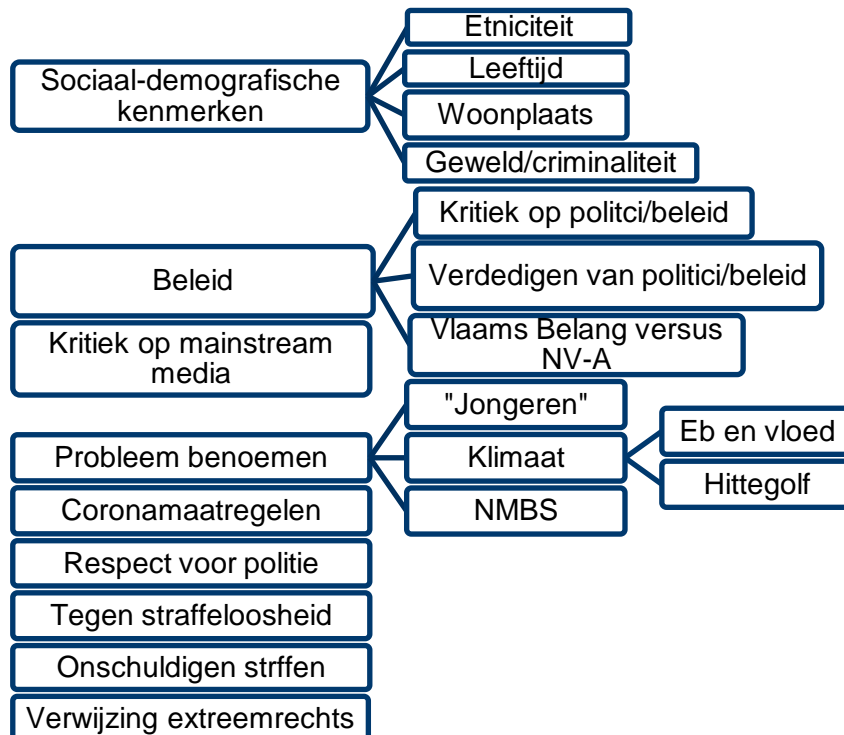 Etniciteit
Sociaal-demografische
kenmerken
Leeftijd
Woonplaats
Geweld/criminaliteit
Kritiek op politci/beleid
Beleid
Verdedigen van politici/beleid
Vlaams Belang versus
NV-A
Kritiek op mainstream
media
"Jongeren"
Probleem benoemen
Klimaat
Eb en vloed
Hittegolf
NMBS
Coronamaatregelen
Respect voor politie
Tegen straffeloosheid
Onschuldigen strffen
Verwijzing extreemrechts